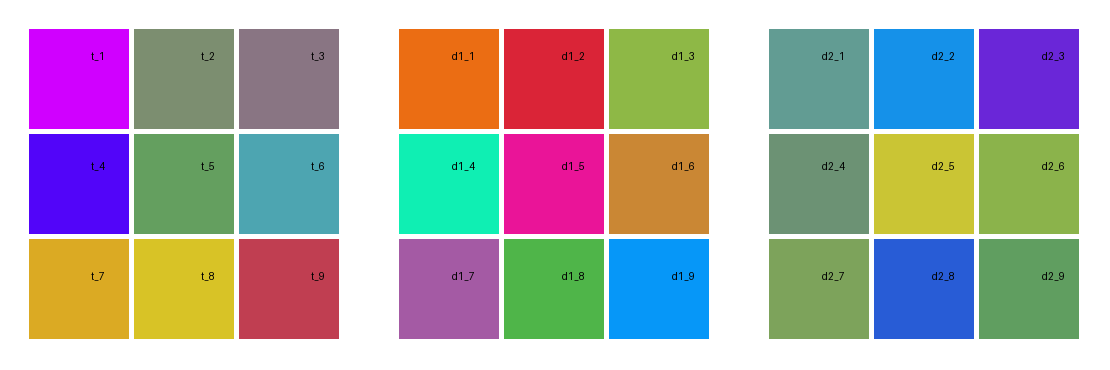 t_1 t_2 t_3 d1_1 d1_2 d1_3 d2_1 d2_2 d2_3
t_4 t_5 t_6 d1_4 d1_5 d1_6 d2_4 d2_5 d2_6
t_7 t_8 t_9 d1_7 d1_8 d1_9 d2_7 d2_8 d2_9